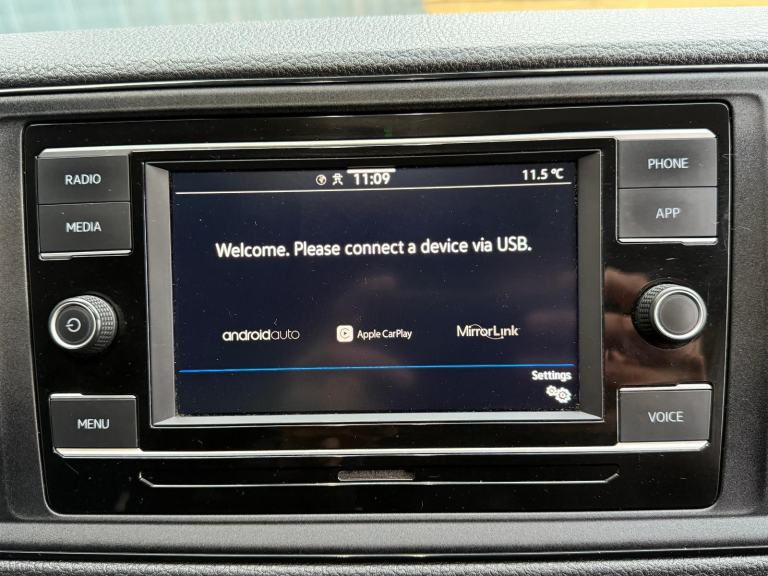 RADIO
MEDIA
MENU
11:09
11.5 °C
Welcome. Please connect a device via USB.
androidauto
Apple CarPlay
MirrorLink
Settings
PHONE
APP
VOICE